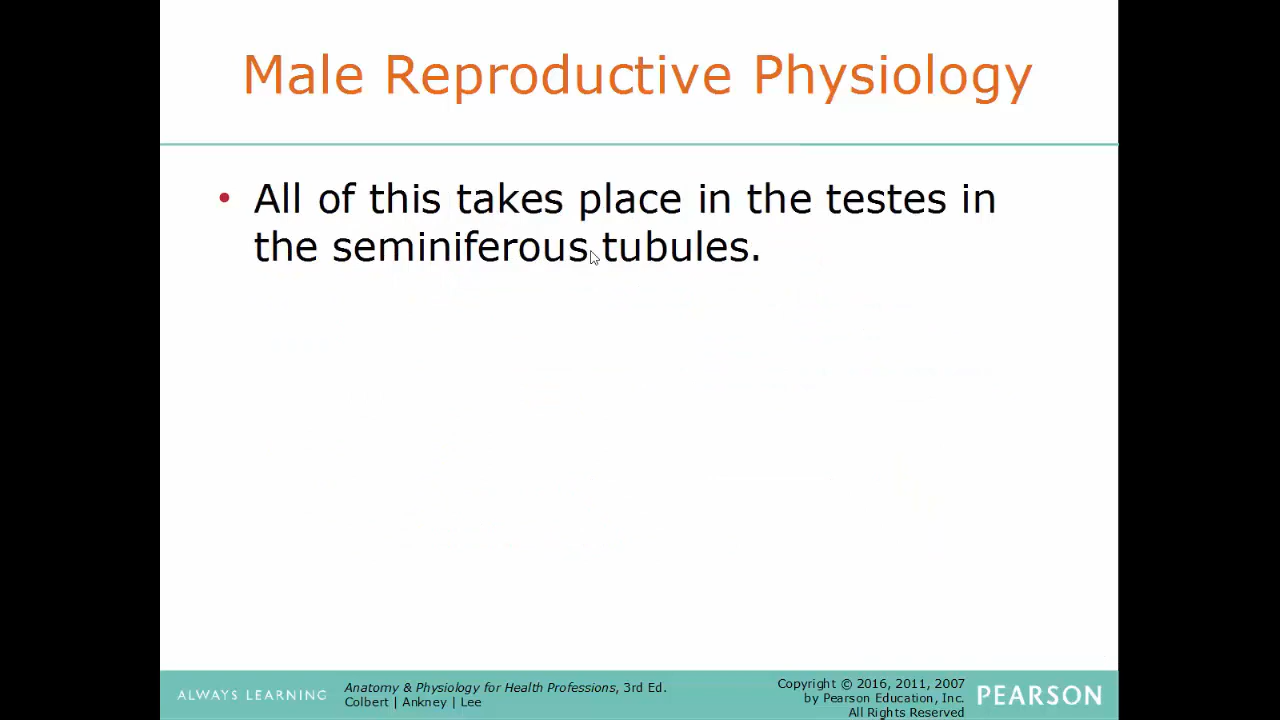 Male Reproductive Physiology
• All of this takes place in the testes in
the seminiferous tubules.
ALWAYS LEARNING
Anatomy & Physiology for Health Professions, 3rd Ed.
Colbert | Ankney | Lee
Copyright © 2016, 2011, 2007
by Pearson Education, Inc.
All Rights Reserved
PEARSON